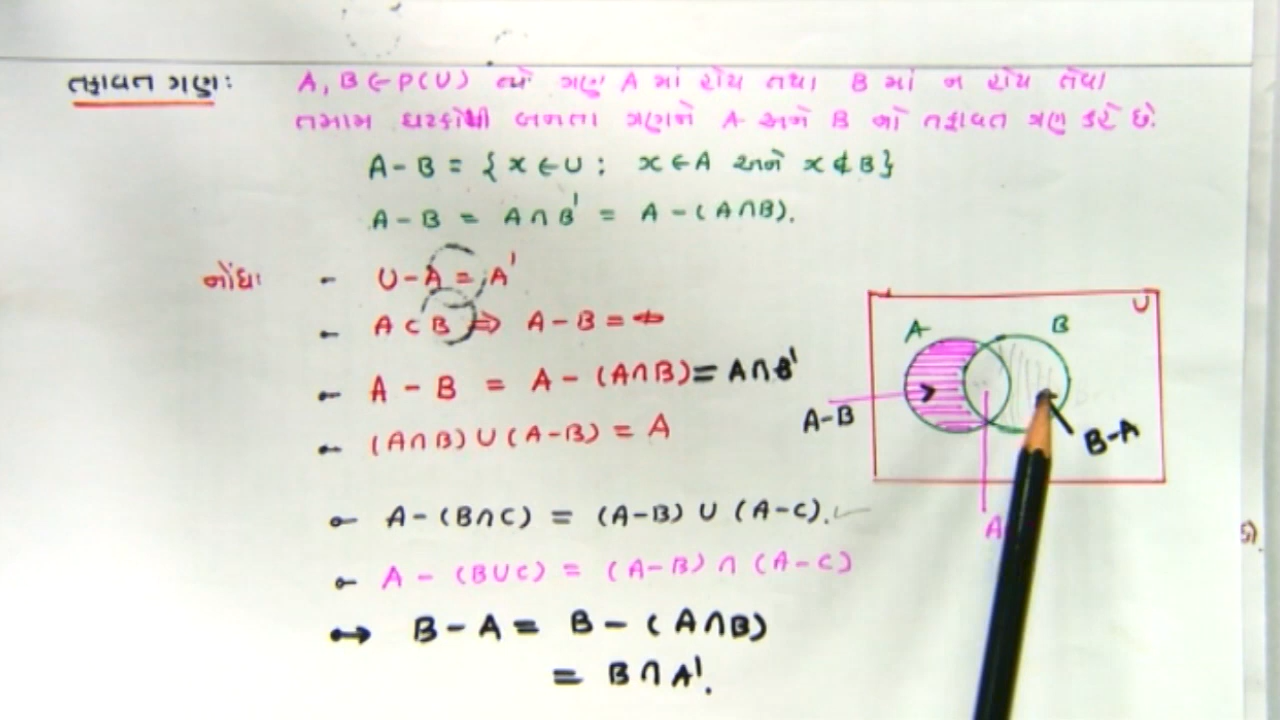 તફાવત ગણ: A, B ∈ P(U) તો ગણ A માં હોય તથા B માં ન હોય તેવા
તમામ ઘટકોથી બનતા ગણને A અને B નો તફાવત ગણ કહે છે.
A - B = { x ∈ U ; x ∈ A અને x ∉ B }
A - B = A ∩ B' = A - (A ∩ B).
નોંધઃ - U - A = A'
- A ⊂ B ⇒ A - B = ϕ
- A - B = A - (A ∩ B) = A ∩ B'
- (A ∩ B) ∪ (A - B) = A
- A - (B ∩ C) = (A - B) ∪ (A - C).
- A - (B ∪ C) = (A - B) ∩ (A - C)
↔ B - A = B - (A ∩ B)
= B ∩ A'.
U
A B
A - B
B - A
A